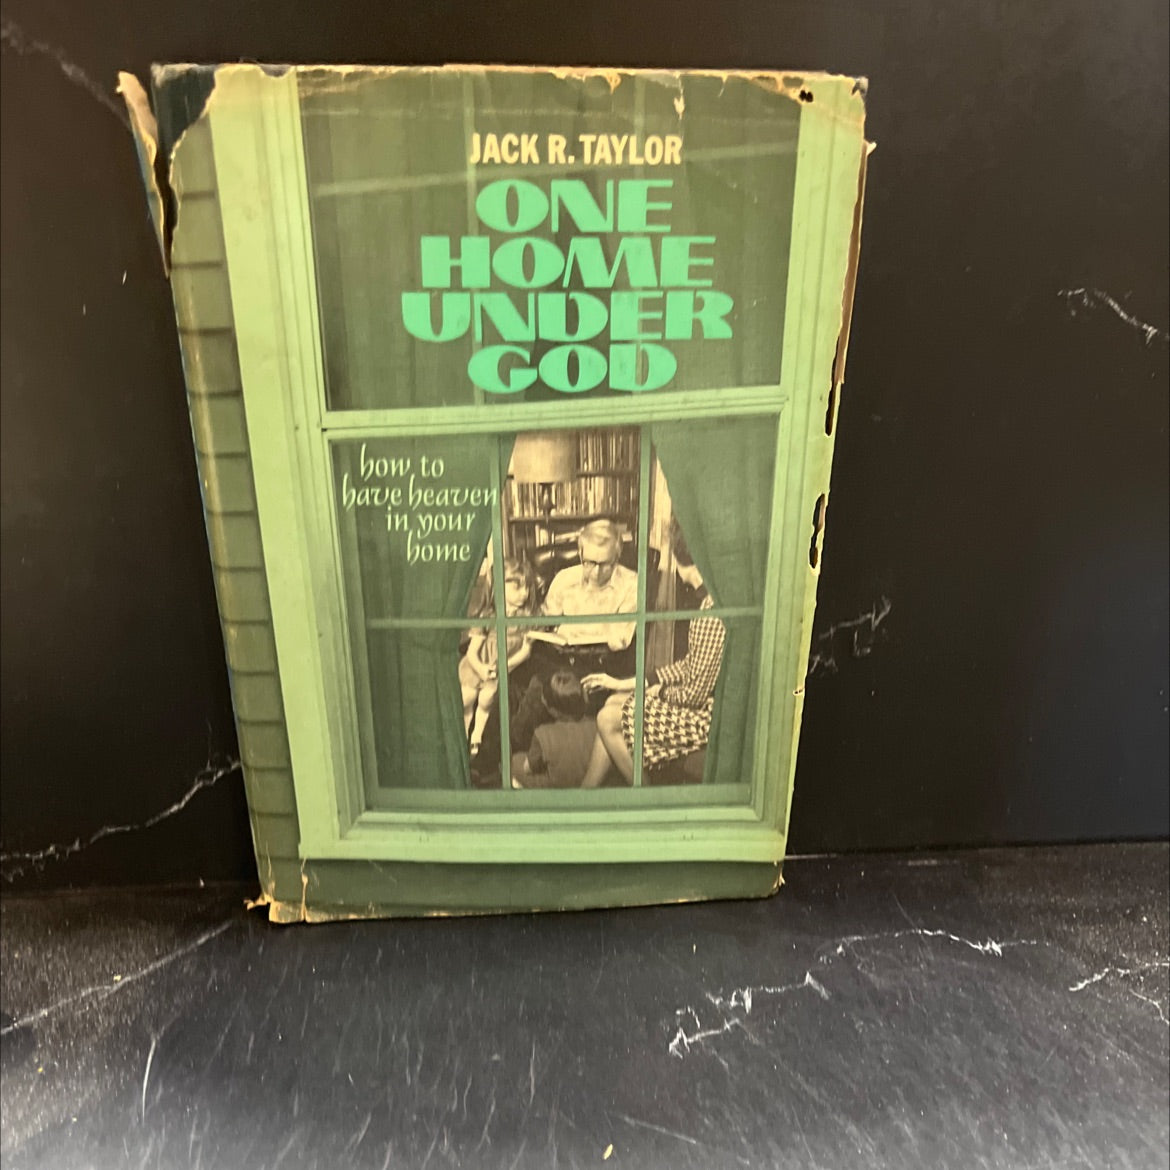 JACK R. TAYLOR
ONE
HOME
UNDER
GOD
how to
have heaven
in your
home